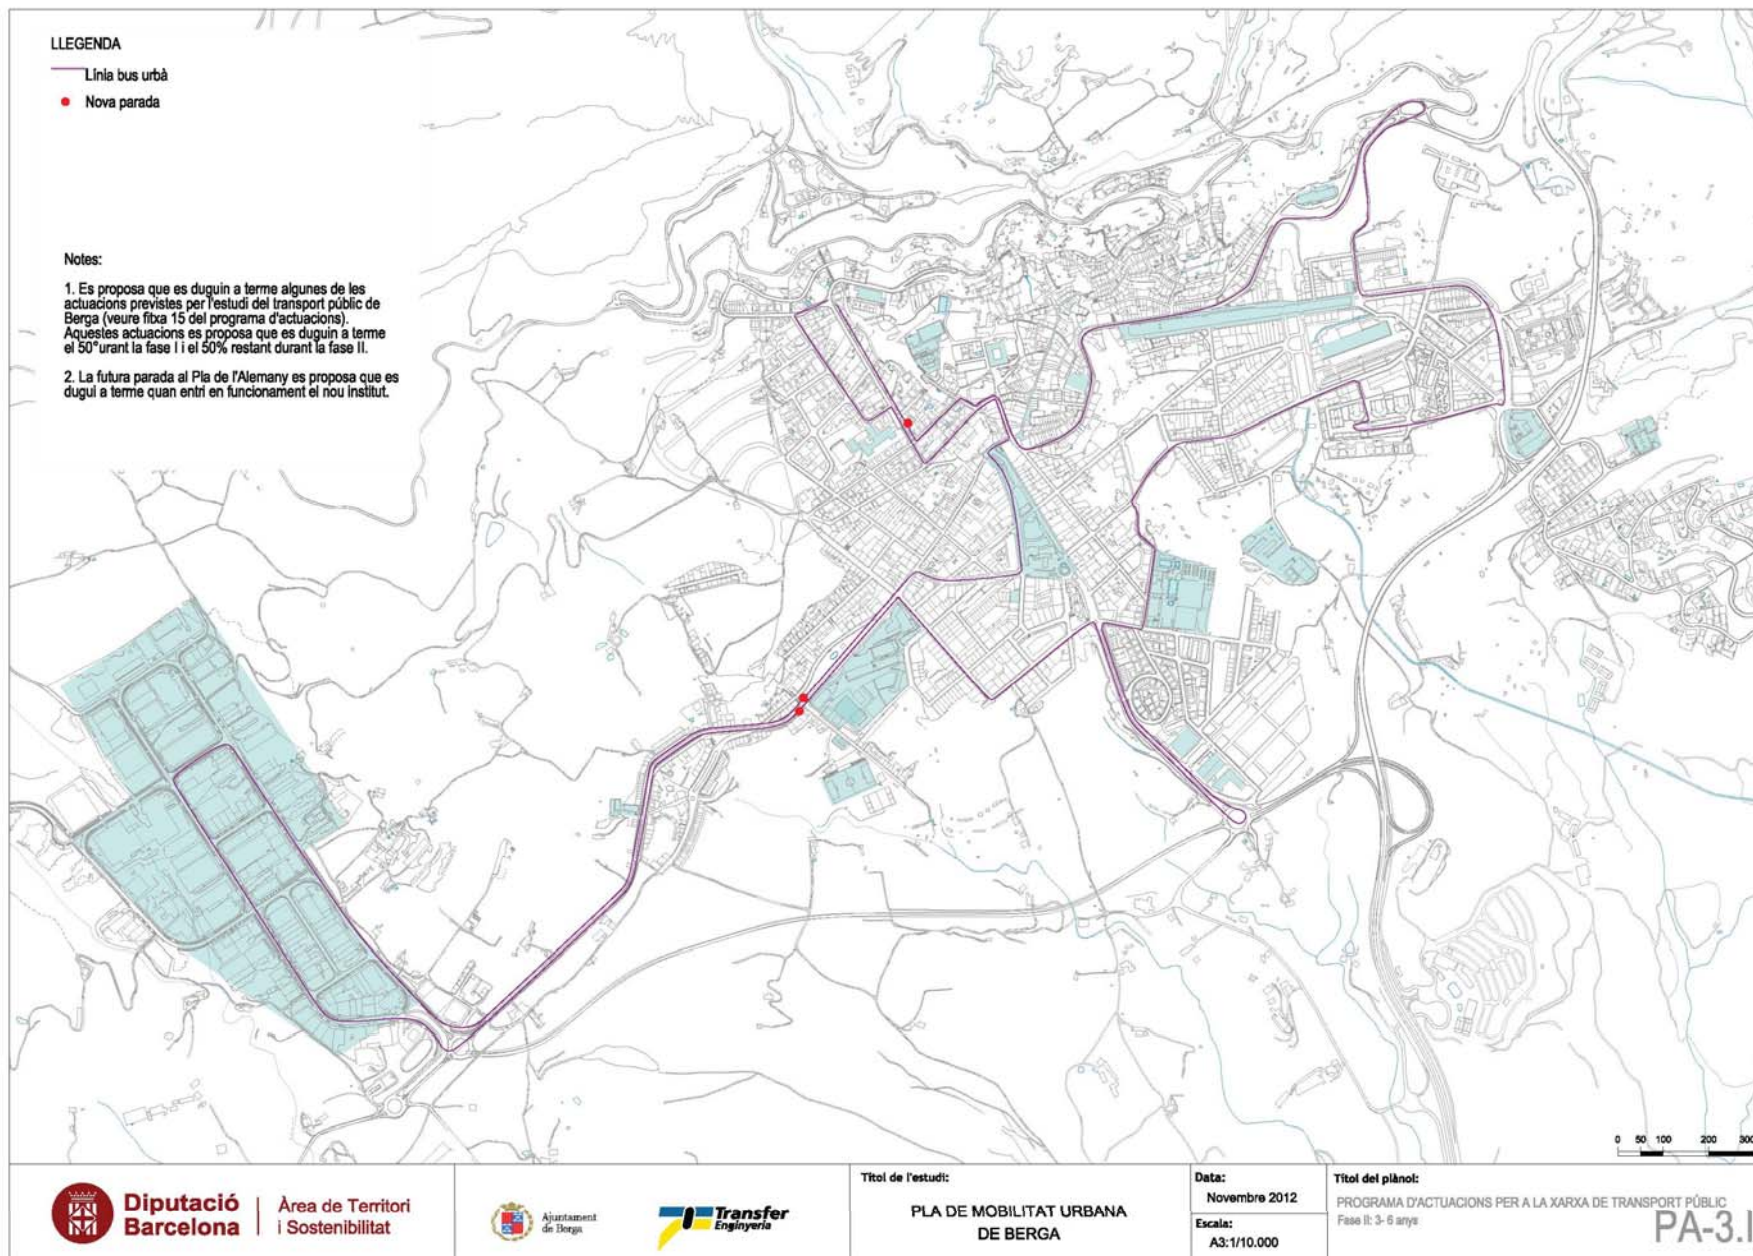 LLEGENDA
Línia bus urbà
Nova parada
Notes:
1. Es proposa que es duguin a terme algunes de les
actuacions previstes per l'estudi del transport públic de
Berga (veure fitxa 15 del programa d'actuacions).
Aquestes actuacions es proposa que es duguin a terme
el 50°urant la fase I i el 50% restant durant la fase II.
2. La futura parada al Pla de l'Alemany es proposa que es
dugui a terme quan entri en funcionament el nou institut.
0 50 100 200 300
Diputació
Barcelona
Àrea de Territori
i Sostenibilitat
Ajuntament
de Berga
Transfer
Enginyeria
Títol de l'estudi:
PLA DE MOBILITAT URBANA
DE BERGA
Data:
Novembre 2012
Escala:
A3:1/10.000
Títol del plànol:
PROGRAMA D'ACTUACIONS PER A LA XARXA DE TRANSPORT PÚBLIC
Fase II: 3- 6 anys
PA-3.I